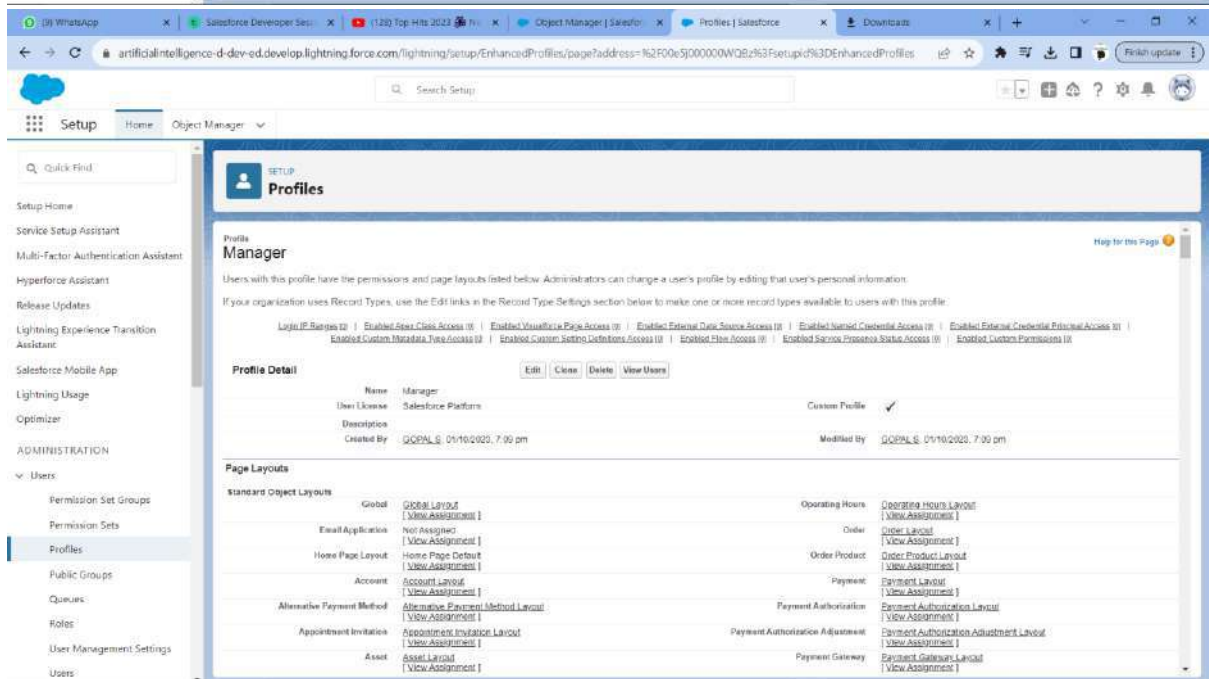 (9) WhatsApp
Salesforce Developer Sess
(128) Top Hits 2023
Object Manager | Salesfor
Profiles | Salesforce
Downloads
artificialintelligence-d-dev-ed.develop.lightning.force.com/lightning/setup/EnhancedProfiles/page?address=%2F00e5j000000WQBz%3Fsetupid%3DEnhancedProfiles
Finish update
Search Setup
Setup
Home
Object Manager
Quick Find
Setup Home
Service Setup Assistant
Multi-Factor Authentication Assistant
Hyperforce Assistant
Release Updates
Lightning Experience Transition
Assistant
Salesforce Mobile App
Lightning Usage
Optimizer
ADMINISTRATION
Users
Permission Set Groups
Permission Sets
Profiles
Public Groups
Queues
Roles
User Management Settings
Users
SETUP
Profiles
Profile
Manager
Help for this Page
Users with this profile have the permissions and page layouts listed below. Administrators can change a user's profile by editing that user's personal information.
If your organization uses Record Types, use the Edit links in the Record Type Settings section below to make one or more record types available to users with this profile.
Login IP Ranges [0] | Enabled Apex Class Access [0] | Enabled Visualforce Page Access [0] | Enabled External Data Source Access [0] | Enabled Named Credential Access [0] | Enabled External Credential Principal Access [0] |
Enabled Custom Metadata Type Access [0] | Enabled Custom Setting Definitions Access [0] | Enabled Flow Access [0] | Enabled Service Presence Status Access [0] | Enabled Custom Permissions [0]
Profile Detail
Edit Clone Delete View Users
Name Manager
User License Salesforce Platform Custom Profile ✓
Description
Created By GOPAL S, 01/10/2023, 7:09 pm Modified By GOPAL S, 01/10/2023, 7:09 pm
Page Layouts
Standard Object Layouts
Global Global Layout Operating Hours Operating Hours Layout
[ View Assignment ] [ View Assignment ]
Email Application Not Assigned Order Order Layout
[ View Assignment ] [ View Assignment ]
Home Page Layout Home Page Default Order Product Order Product Layout
[ View Assignment ] [ View Assignment ]
Account Account Layout Payment Payment Layout
[ View Assignment ] [ View Assignment ]
Alternative Payment Method Alternative Payment Method Layout Payment Authorization Payment Authorization Layout
[ View Assignment ] [ View Assignment ]
Appointment Invitation Appointment Invitation Layout Payment Authorization Adjustment Payment Authorization Adjustment Layout
[ View Assignment ] [ View Assignment ]
Asset Asset Layout Payment Gateway Payment Gateway Layout
[ View Assignment ] [ View Assignment ]